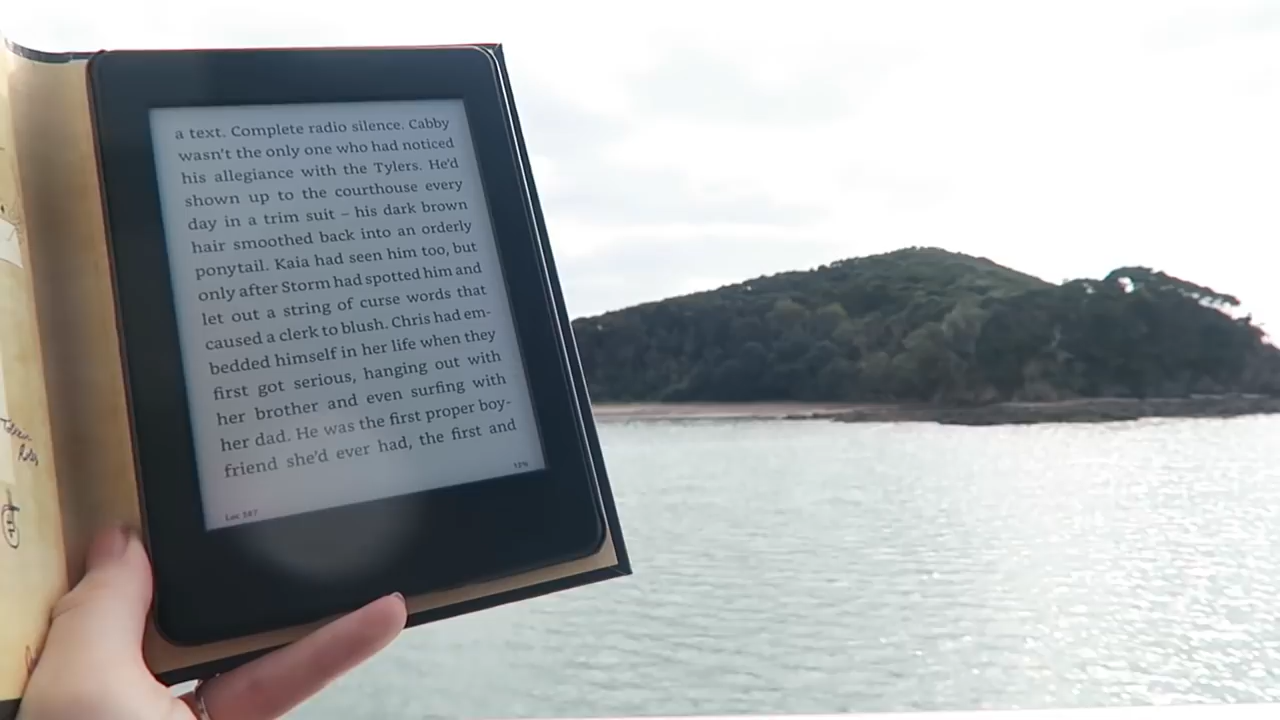 a text. Complete radio silence. Cabby
wasn't the only one who had noticed
his allegiance with the Tylers. He'd
shown up to the courthouse every
day in a trim suit – his dark brown
hair smoothed back into an orderly
ponytail. Kaia had seen him too, but
only after Storm had spotted him and
let out a string of curse words that
caused a clerk to blush. Chris had em-
bedded himself in her life when they
first got serious, hanging out with
her brother and even surfing with
her dad. He was the first proper boy-
friend she'd ever had, the first and
Loc 387